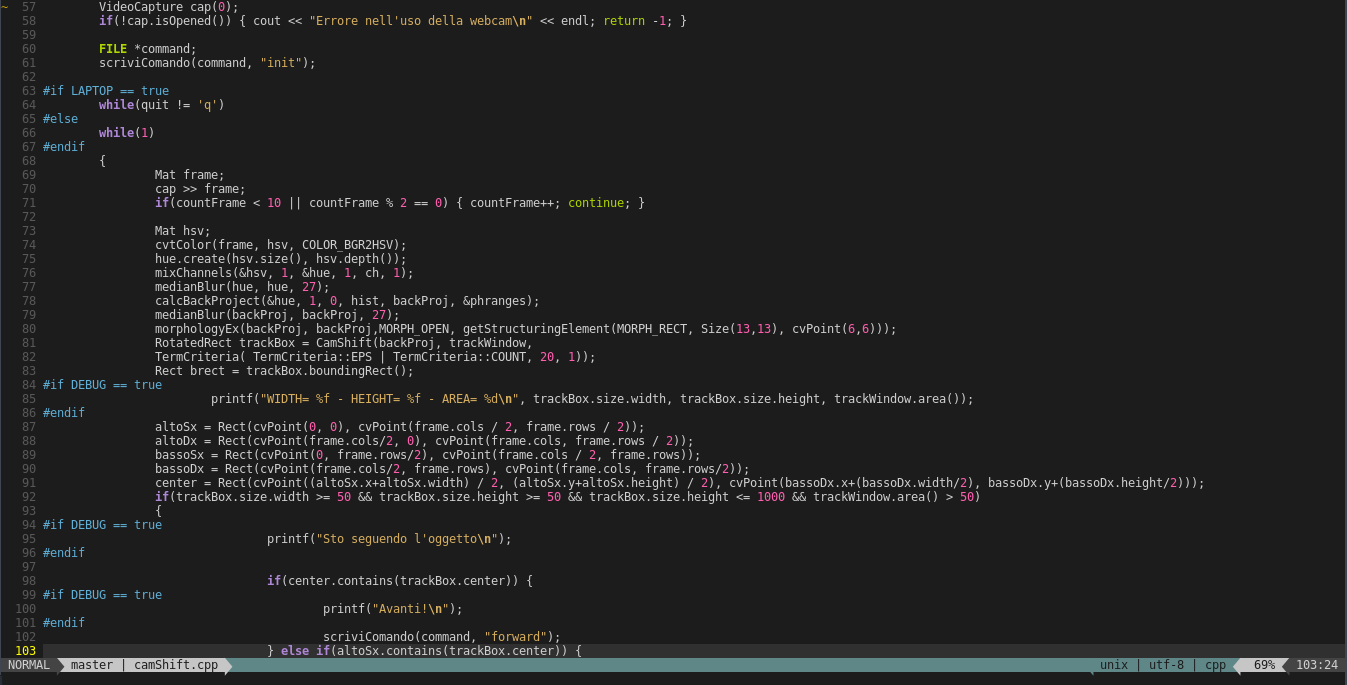 ~ 57 VideoCapture cap(0);
58 if(!cap.isOpened()) { cout << "Errore nell'uso della webcam\n" << endl; return -1; }
59
60 FILE *command;
61 scriviComando(command, "init");
62
63 #if LAPTOP == true
64 while(quit != 'q')
65 #else
66 while(1)
67 #endif
68 {
69 Mat frame;
70 cap >> frame;
71 if(countFrame < 10 || countFrame % 2 == 0) { countFrame++; continue; }
72
73 Mat hsv;
74 cvtColor(frame, hsv, COLOR_BGR2HSV);
75 hue.create(hsv.size(), hsv.depth());
76 mixChannels(&hsv, 1, &hue, 1, ch, 1);
77 medianBlur(hue, hue, 27);
78 calcBackProject(&hue, 1, 0, hist, backProj, &phranges);
79 medianBlur(backProj, backProj, 27);
80 morphologyEx(backProj, backProj,MORPH_OPEN, getStructuringElement(MORPH_RECT, Size(13,13), cvPoint(6,6)));
81 RotatedRect trackBox = CamShift(backProj, trackWindow,
82 TermCriteria( TermCriteria::EPS | TermCriteria::COUNT, 20, 1));
83 Rect brect = trackBox.boundingRect();
84 #if DEBUG == true
85 printf("WIDTH= %f - HEIGHT= %f - AREA= %d\n", trackBox.size.width, trackBox.size.height, trackWindow.area());
86 #endif
87 altoSx = Rect(cvPoint(0, 0), cvPoint(frame.cols / 2, frame.rows / 2));
88 altoDx = Rect(cvPoint(frame.cols/2, 0), cvPoint(frame.cols, frame.rows / 2));
89 bassoSx = Rect(cvPoint(0, frame.rows/2), cvPoint(frame.cols / 2, frame.rows));
90 bassoDx = Rect(cvPoint(frame.cols/2, frame.rows), cvPoint(frame.cols, frame.rows/2));
91 center = Rect(cvPoint((altoSx.x+altoSx.width) / 2, (altoSx.y+altoSx.height) / 2), cvPoint(bassoDx.x+(bassoDx.width/2), bassoDx.y+(bassoDx.height/2)));
92 if(trackBox.size.width >= 50 && trackBox.size.height >= 50 && trackBox.size.height <= 1000 && trackWindow.area() > 50)
93 {
94 #if DEBUG == true
95 printf("Sto seguendo l'oggetto\n");
96 #endif
97
98 if(center.contains(trackBox.center)) {
99 #if DEBUG == true
100 printf("Avanti!\n");
101 #endif
102 scriviComando(command, "forward");
103 } else if(altoSx.contains(trackBox.center)) {
NORMAL master | camShift.cpp unix | utf-8 | cpp 69% 103:24